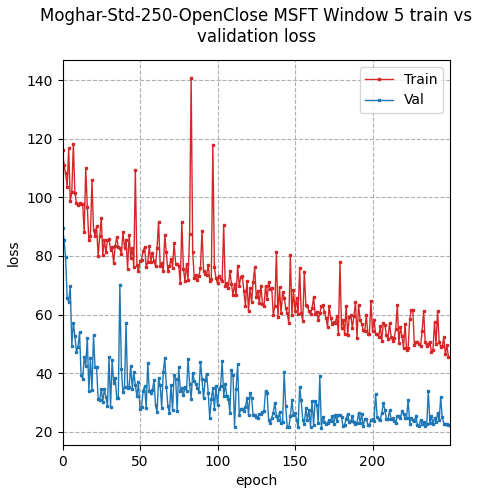 Moghar-Std-250-OpenClose MSFT Window 5 train vs
validation loss
140
120
100
80
60
40
20
loss
Train
Val
0
50
100
150
200
epoch